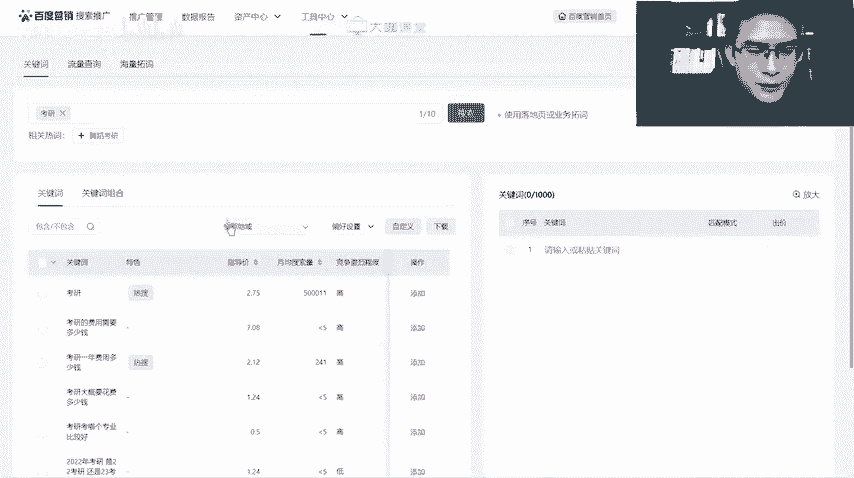 百度营销 搜索推广 推广管理 数据报告 资产中心 工具中心 百度营销首页
大鹏课堂
关键词 流量查询 海量拓词
考研 1/10 使用落地页或业务拓词
相关热词： 舞蹈考研
关键词 关键词组合
包含/不包含 偏好设置 自定义 下载
关键词 特色 指导价 月均搜索量 竞争激烈程度 操作
考研 热搜 2.75 500011 高 添加
考研的费用需要多少钱 - 7.08 <5 高 添加
考研一年费用多少钱 热搜 2.12 241 高 添加
考研大概要花费多少钱 - 1.24 <5 高 添加
考研考哪个专业比较好 - 0.5 <5 高 添加
2022年考研 是22考研 还是23考 - 1.24 <5 低 添加
关键词(0/1000) 放大
序号 关键词 匹配模式 出价
1 请输入或粘贴关键词